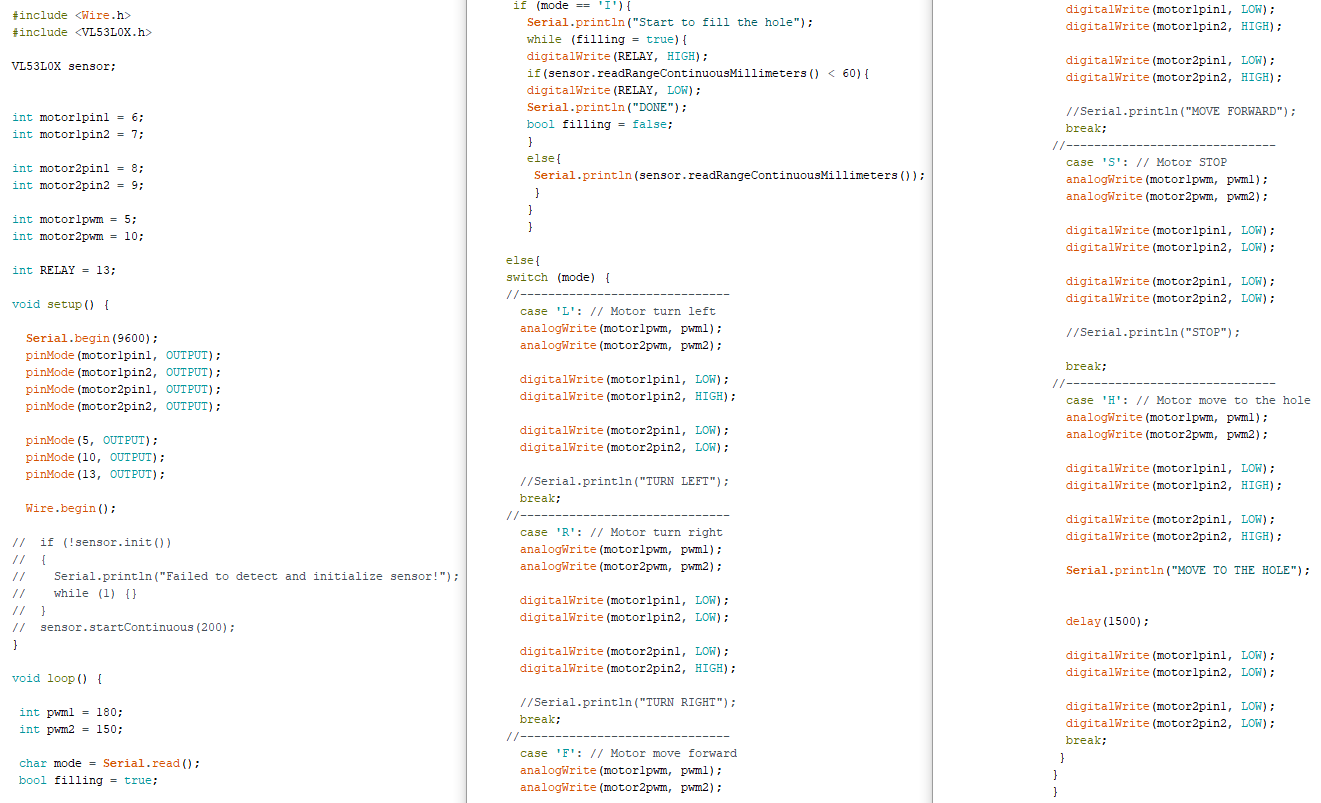 #include <Wire.h>
#include <VL53L0X.h>
VL53L0X sensor;
int motor1pin1 = 6;
int motor1pin2 = 7;
int motor2pin1 = 8;
int motor2pin2 = 9;
int motor1pwm = 5;
int motor2pwm = 10;
int RELAY = 13;
void setup() {
Serial.begin(9600);
pinMode(motor1pin1, OUTPUT);
pinMode(motor1pin2, OUTPUT);
pinMode(motor2pin1, OUTPUT);
pinMode(motor2pin2, OUTPUT);
pinMode(5, OUTPUT);
pinMode(10, OUTPUT);
pinMode(13, OUTPUT);
Wire.begin();
// if (!sensor.init())
// {
// Serial.println("Failed to detect and initialize sensor!");
// while (1) {}
// }
// sensor.startContinuous(200);
}
void loop() {
int pwm1 = 180;
int pwm2 = 150;
char mode = Serial.read();
bool filling = true;
if (mode == 'I'){
Serial.println("Start to fill the hole");
while (filling = true){
digitalWrite(RELAY, HIGH);
if(sensor.readRangeContinuousMillimeters() < 60){
digitalWrite(RELAY, LOW);
Serial.println("DONE");
bool filling = false;
}
else{
Serial.println(sensor.readRangeContinuousMillimeters());
}
}
}
else{
switch (mode) {
//------------------------------
case 'L': // Motor turn left
analogWrite(motor1pwm, pwm1);
analogWrite(motor2pwm, pwm2);
digitalWrite(motor1pin1, LOW);
digitalWrite(motor1pin2, HIGH);
digitalWrite(motor2pin1, LOW);
digitalWrite(motor2pin2, LOW);
//Serial.println("TURN LEFT");
break;
//------------------------------
case 'R': // Motor turn right
analogWrite(motor1pwm, pwm1);
analogWrite(motor2pwm, pwm2);
digitalWrite(motor1pin1, LOW);
digitalWrite(motor1pin2, LOW);
digitalWrite(motor2pin1, LOW);
digitalWrite(motor2pin2, HIGH);
//Serial.println("TURN RIGHT");
break;
//------------------------------
case 'F': // Motor move forward
analogWrite(motor1pwm, pwm1);
analogWrite(motor2pwm, pwm2);
digitalWrite(motor1pin1, LOW);
digitalWrite(motor1pin2, HIGH);
digitalWrite(motor2pin1, LOW);
digitalWrite(motor2pin2, HIGH);
//Serial.println("MOVE FORWARD");
break;
//------------------------------
case 'S': // Motor STOP
analogWrite(motor1pwm, pwm1);
analogWrite(motor2pwm, pwm2);
digitalWrite(motor1pin1, LOW);
digitalWrite(motor1pin2, LOW);
digitalWrite(motor2pin1, LOW);
digitalWrite(motor2pin2, LOW);
//Serial.println("STOP");
break;
//------------------------------
case 'H': // Motor move to the hole
analogWrite(motor1pwm, pwm1);
analogWrite(motor2pwm, pwm2);
digitalWrite(motor1pin1, LOW);
digitalWrite(motor1pin2, HIGH);
digitalWrite(motor2pin1, LOW);
digitalWrite(motor2pin2, HIGH);
Serial.println("MOVE TO THE HOLE");
delay(1500);
digitalWrite(motor1pin1, LOW);
digitalWrite(motor1pin2, LOW);
digitalWrite(motor2pin1, LOW);
digitalWrite(motor2pin2, LOW);
break;
}
}
}